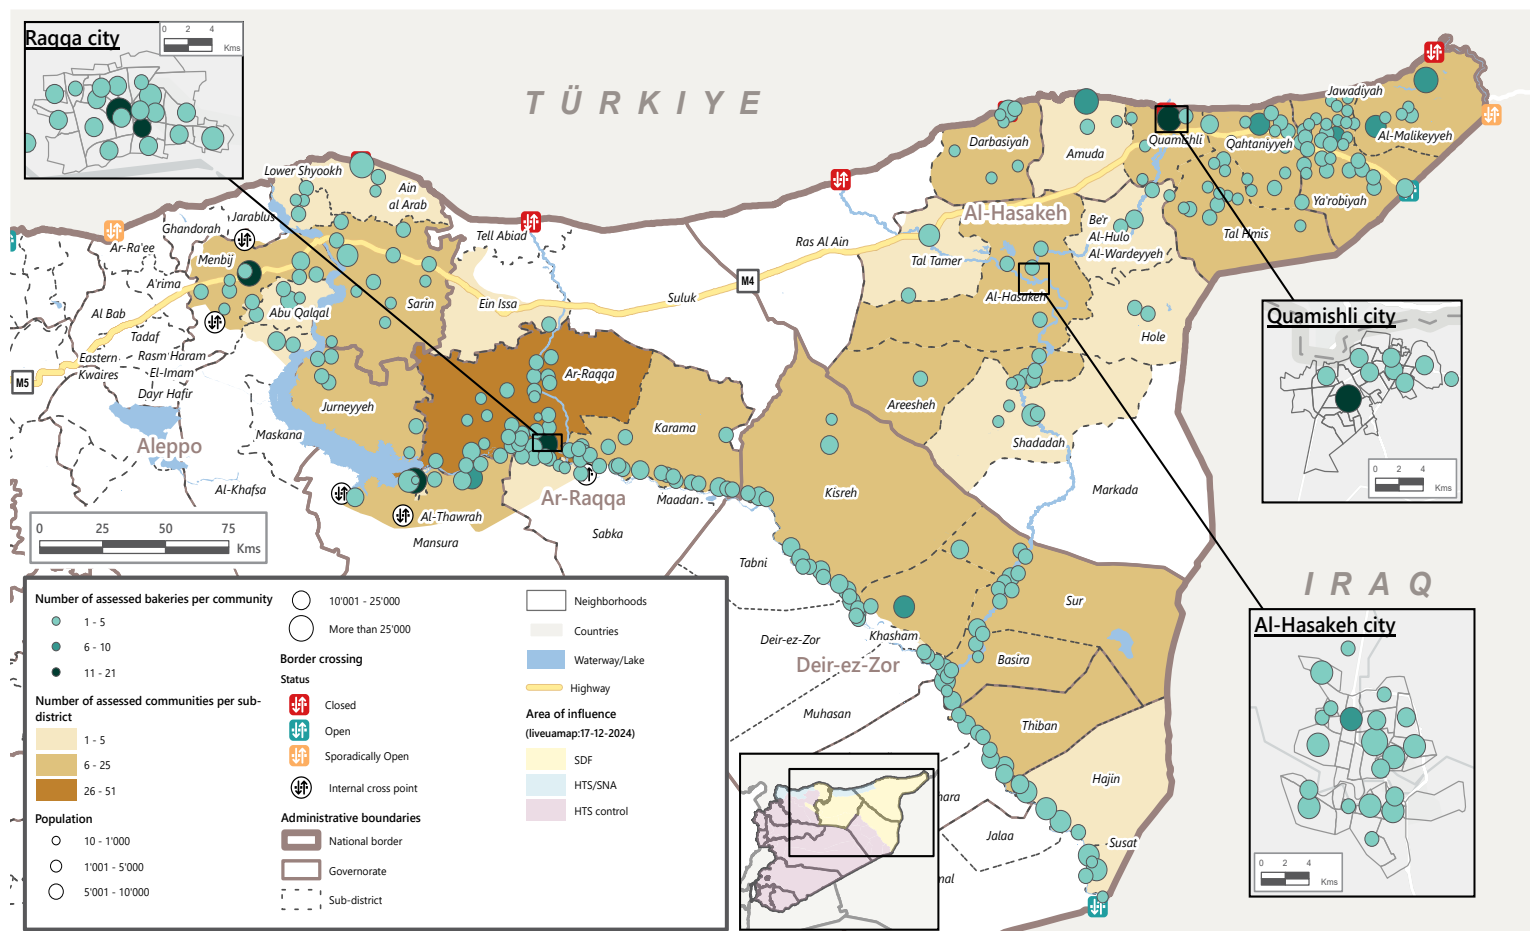 Raqqa city
0 2 4
Kms
TÜRKIYE
Jawadiyah
Al-Malikeyyeh
Quamishli
Qahtaniyyeh
Darbasiyah
Amuda
Ya'robiyah
Tal Hmis
Lower Shyookh
Ain
al Arab
Jarablus
Ghandorah
Ar-Ra'ee
Menbij
A'rima
Al Bab
Tadaf
Eastern
Kwaires
Rasm Haram
El-Imam
Dayr Hafir
Abu Qalqal
Sarin
Tell Abiad
Ein Issa
Suluk
M4
M5
Ras Al Ain
Tal Tamer
Al-Hasakeh
Be'r
Al-Hulo
Al-Wardeyyeh
Al-Hasakeh
Hole
Areesheh
Shadadah
Markada
Aleppo
Maskana
Al-Khafsa
Jurneyyeh
Ar-Raqqa
Karama
Ar-Raqqa
Maadan
Al-Thawrah
Mansura
Sabka
Kisreh
Tabni
Deir-ez-Zor
Khasham
Deir-ez-Zor
Muhasan
Basira
Sur
Thiban
Hajin
Susat
Jalaa
IRAQ
Quamishli city
0 2 4
Kms
Al-Hasakeh city
0 2 4
Kms
0 25 50 75
Kms
Number of assessed bakeries per community
1 - 5
6 - 10
11 - 21
Number of assessed communities per sub-
district
1 - 5
6 - 25
26 - 51
Population
10 - 1'000
1'001 - 5'000
5'001 - 10'000
10'001 - 25'000
More than 25'000
Border crossing
Status
Closed
Open
Sporadically Open
Internal cross point
Administrative boundaries
National border
Governorate
Sub-district
Neighborhoods
Countries
Waterway/Lake
Highway
Area of influence
(liveuamap:17-12-2024)
SDF
HTS/SNA
HTS control